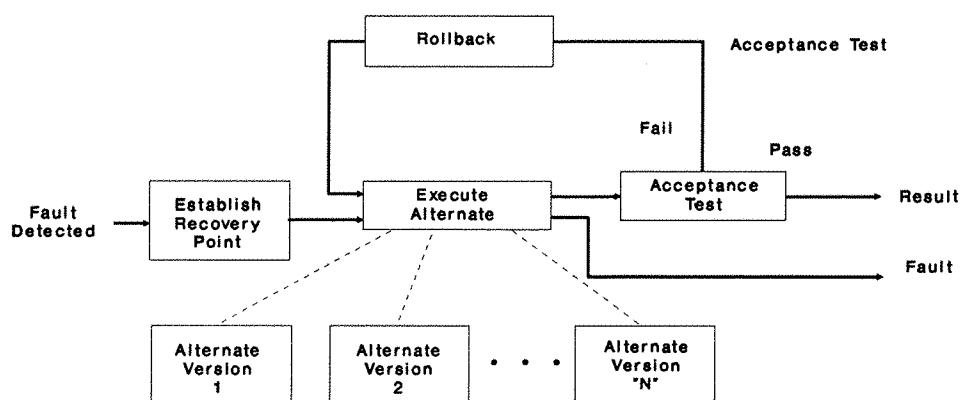 Rollback
Acceptance Test
Fail
Pass
Fault
Detected
Establish
Recovery
Point
Execute
Alternate
Acceptance
Test
Result
Fault
Alternate
Version
1
Alternate
Version
2
• • •
Alternate
Version
"N"